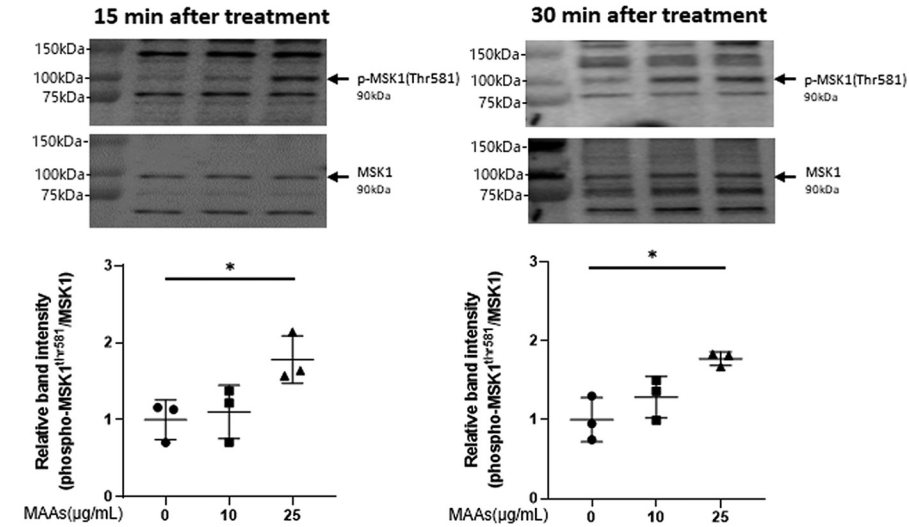 15 min after treatment
150kDa-
100kDa-
75kDa-
p-MSK1(Thr581)
90kDa
150kDa-
100kDa-
75kDa-
MSK1
90kDa
30 min after treatment
150kDa-
100kDa-
75kDa-
p-MSK1(Thr581)
90kDa
150kDa-
100kDa-
75kDa-
MSK1
90kDa
Relative band intensity
(phospho-MSK1thr581/MSK1)
3
2
1
0
*
MAAs(µg/mL) 0 10 25
Relative band intensity
(phospho-MSK1thr581/MSK1)
3
2
1
0
*
MAAs(µg/mL) 0 10 25